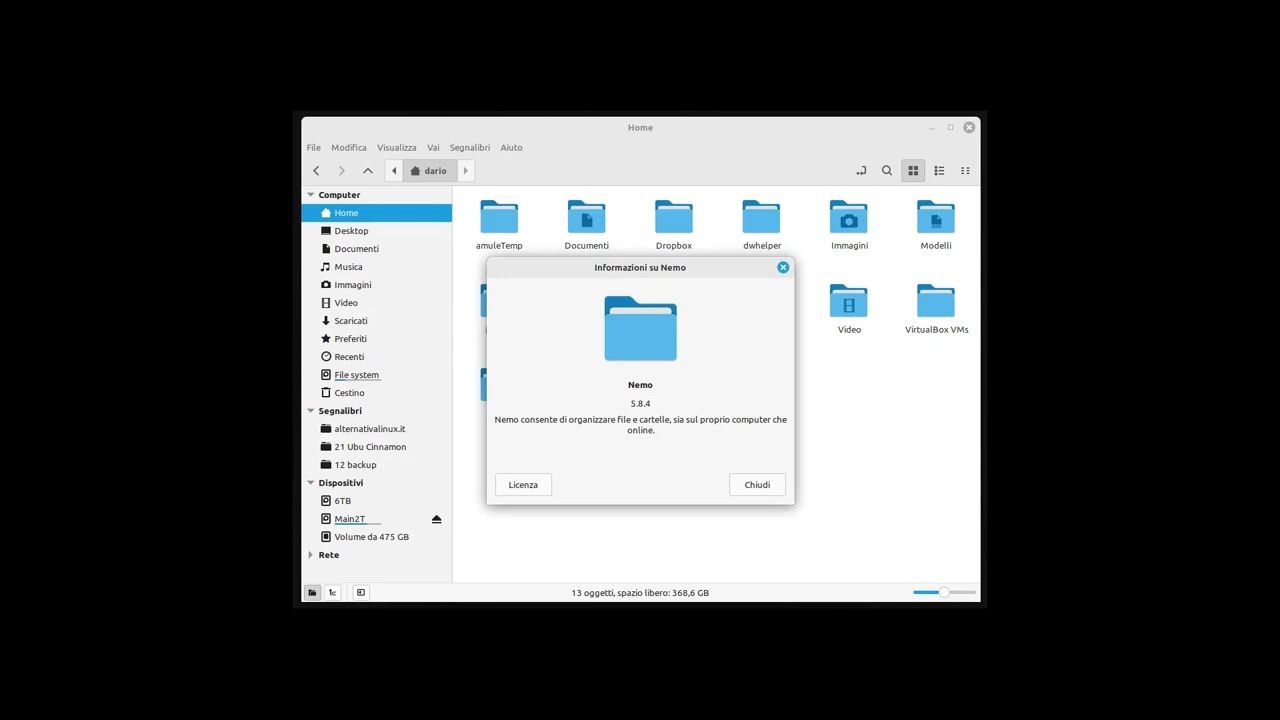 Home
File Modifica Visualizza Vai Segnalibri Aiuto
dario
Computer
Home
Desktop
Documenti
Musica
Immagini
Video
Scaricati
Preferiti
Recenti
File system
Cestino
Segnalibri
alternativalinux.it
21 Ubu Cinnamon
12 backup
Dispositivi
6TB
Main2T
Volume da 475 GB
Rete
amuleTemp Documenti Dropbox dwhelper Immagini Modelli
Video VirtualBox VMs
Informazioni su Nemo
Nemo
5.8.4
Nemo consente di organizzare file e cartelle, sia sul proprio computer che
online.
Licenza Chiudi
13 oggetti, spazio libero: 368,6 GB